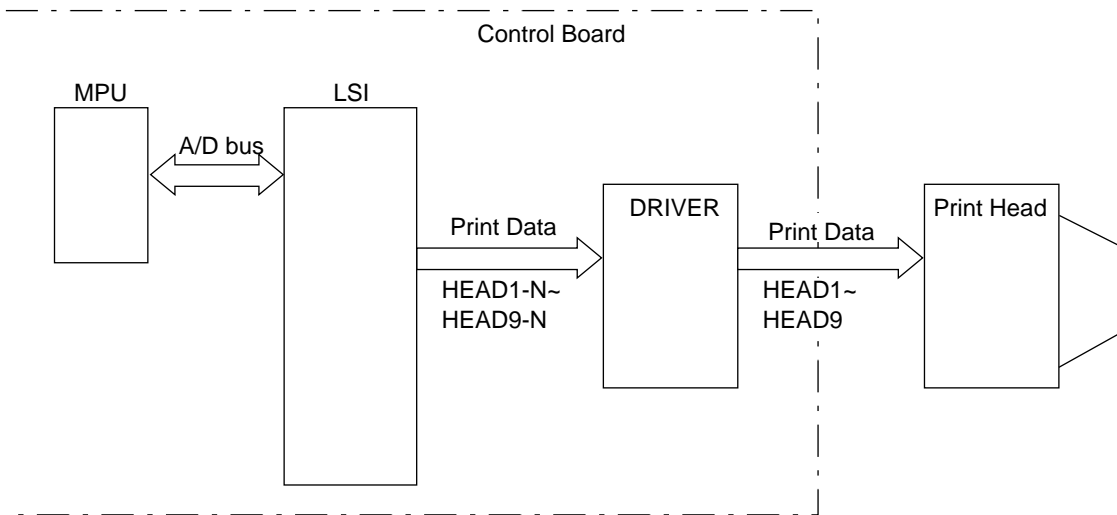 Control Board
MPU
LSI
A/D bus
DRIVER
Print Head
Print Data
Print Data
HEAD1-N~
HEAD9-N
HEAD1~
HEAD9